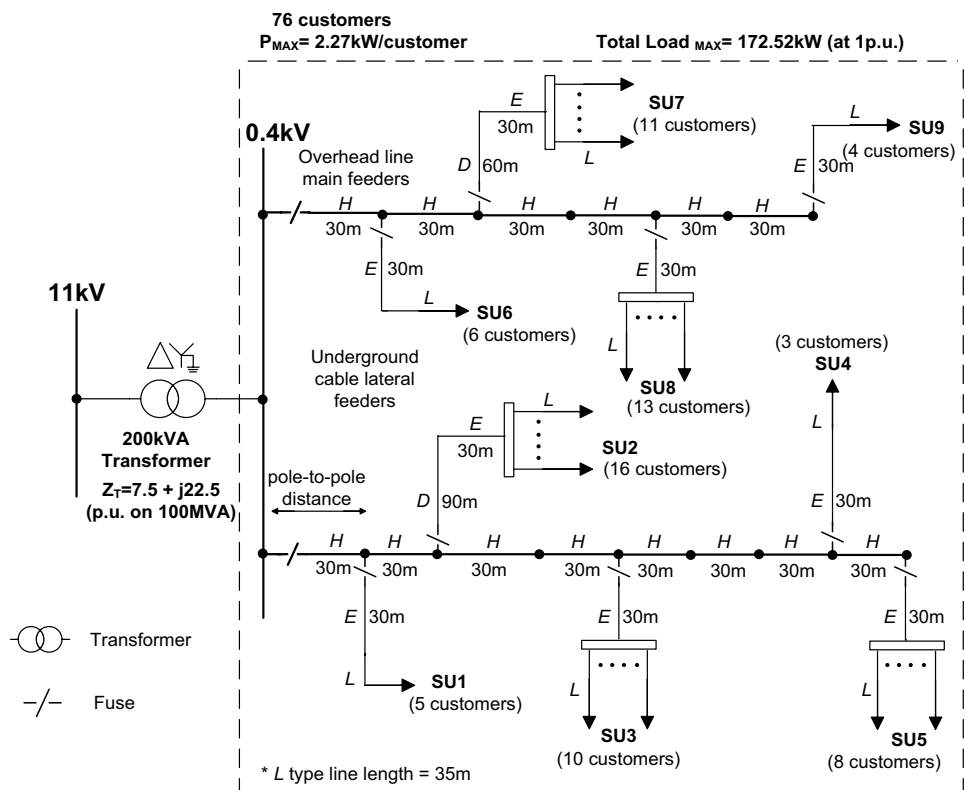 76 customers
P_MAX= 2.27kW/customer
Total Load MAX= 172.52kW (at 1p.u.)
0.4kV
Overhead line
main feeders
E
30m
D
60m
L
SU7
(11 customers)
L
SU9
(4 customers)
E
30m
H
H
H
H
H
H
30m
30m
30m
30m
30m
30m
E
30m
L
SU6
(6 customers)
E
30m
L
SU8
(13 customers)
11kV
200kVA
Transformer
Z_T=7.5 + j22.5
(p.u. on 100MVA)
Underground
cable lateral
feeders
pole-to-pole
distance
E
30m
D
90m
L
SU2
(16 customers)
(3 customers)
SU4
L
E
30m
H
H
H
H
H
H
H
30m
30m
30m
30m
30m
30m
30m
30m
E
30m
L
SU1
(5 customers)
E
30m
L
SU3
(10 customers)
E
30m
L
SU5
(8 customers)
Transformer
Fuse
* L type line length = 35m